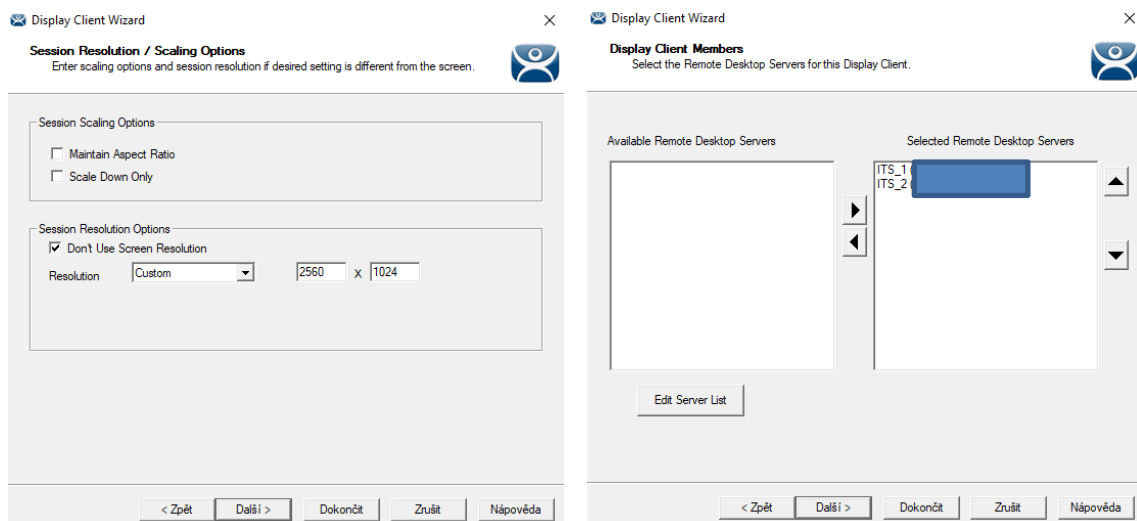 Display Client Wizard
Session Resolution / Scaling Options
Enter scaling options and session resolution if desired setting is different from the screen.
Session Scaling Options
Maintain Aspect Ratio
Scale Down Only
Session Resolution Options
Don't Use Screen Resolution
Resolution Custom 2560 X 1024
< Zpět Další > Dokončit Zrušit Nápověda
Display Client Wizard
Display Client Members
Select the Remote Desktop Servers for this Display Client.
Available Remote Desktop Servers Selected Remote Desktop Servers
ITS_1 (
ITS_2 (
Edit Server List
< Zpět Další > Dokončit Zrušit Nápověda